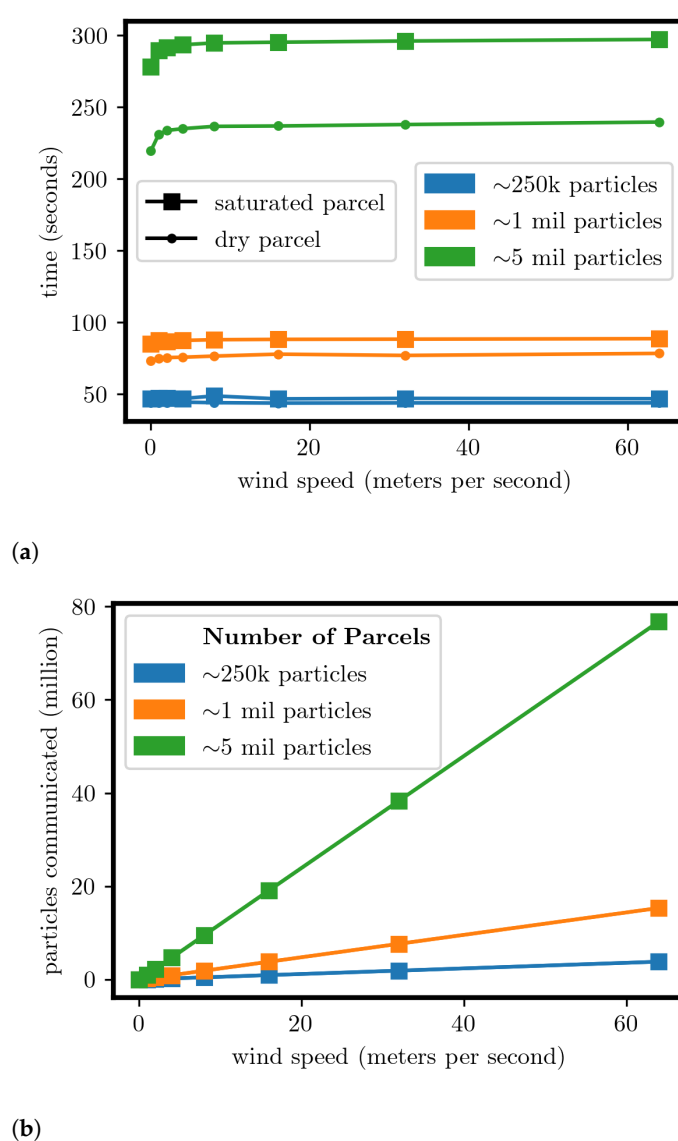 300
250
200
150
100
50
time (seconds)
saturated parcel
dry parcel
~250k particles
~1 mil particles
~5 mil particles
0 20 40 60
wind speed (meters per second)
(a)
80
60
40
20
0
particles communicated (million)
Number of Parcels
~250k particles
~1 mil particles
~5 mil particles
0 20 40 60
wind speed (meters per second)
(b)